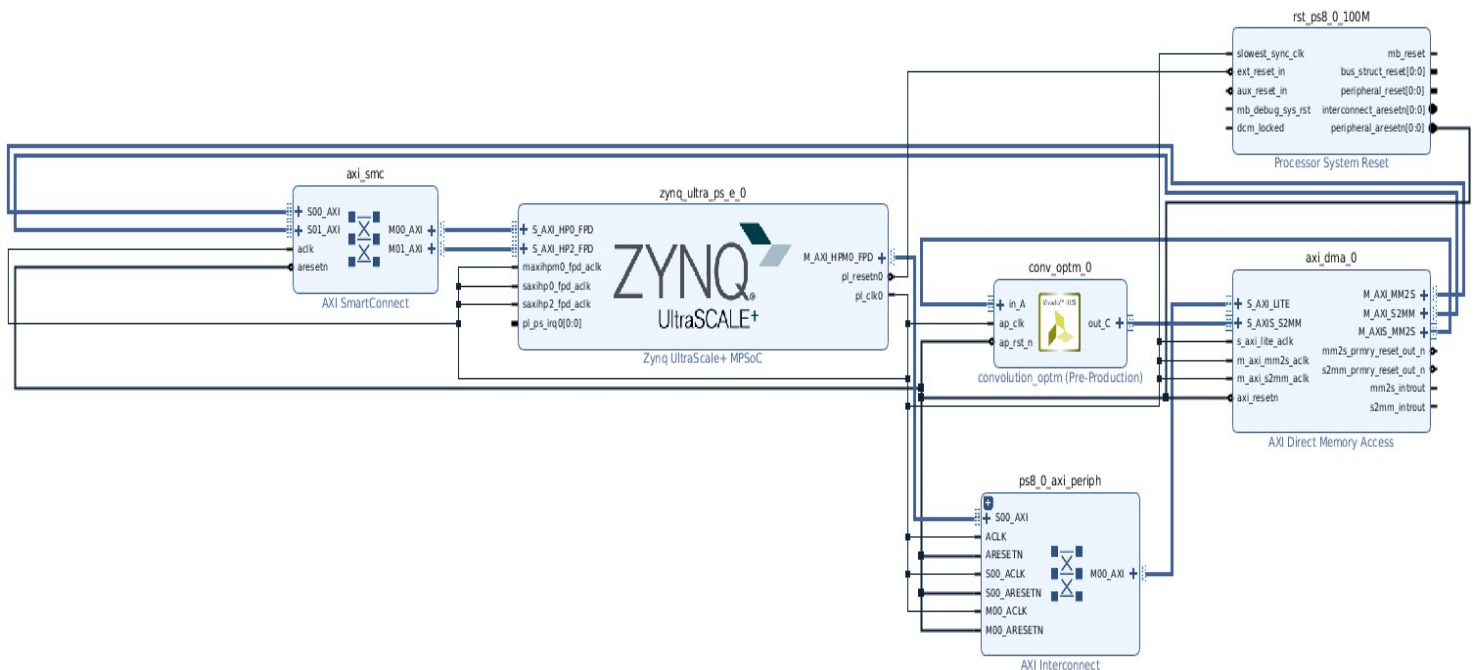 rst_ps8_0_100M
slowest_sync_clk
ext_reset_in
aux_reset_in
mb_debug_sys_rst
dcm_locked
mb_reset
bus_struct_reset[0:0]
peripheral_reset[0:0]
interconnect_aresetn[0:0]
peripheral_aresetn[0:0]
Processor System Reset
axi_smc
S00_AXI
S01_AXI
aclk
aresetn
M00_AXI
M01_AXI
AXI SmartConnect
zynq_ultra_ps_e_0
S_AXI_HP0_FPD
S_AXI_HP2_FPD
maxihpm0_fpd_aclk
saxihp0_fpd_aclk
saxihp2_fpd_aclk
pl_ps_irq0[0:0]
ZYNQ
UltraSCALE+
M_AXI_HPM0_FPD
pl_resetn0
pl_clk0
Zynq UltraScale+ MPSoC
conv_optm_0
in_A
ap_clk
ap_rst_n
out_C
convolution_optm (Pre-Production)
axi_dma_0
S_AXI_LITE
S_AXIS_S2MM
s_axi_lite_aclk
m_axi_mm2s_aclk
m_axi_s2mm_aclk
axi_resetn
M_AXI_MM2S
M_AXI_S2MM
M_AXIS_MM2S
mm2s_prmry_reset_out_n
s2mm_prmry_reset_out_n
mm2s_introut
s2mm_introut
AXI Direct Memory Access
ps8_0_axi_periph
S00_AXI
ACLK
ARESETN
S00_ACLK
S00_ARESETN
M00_ACLK
M00_ARESETN
M00_AXI
AXI Interconnect